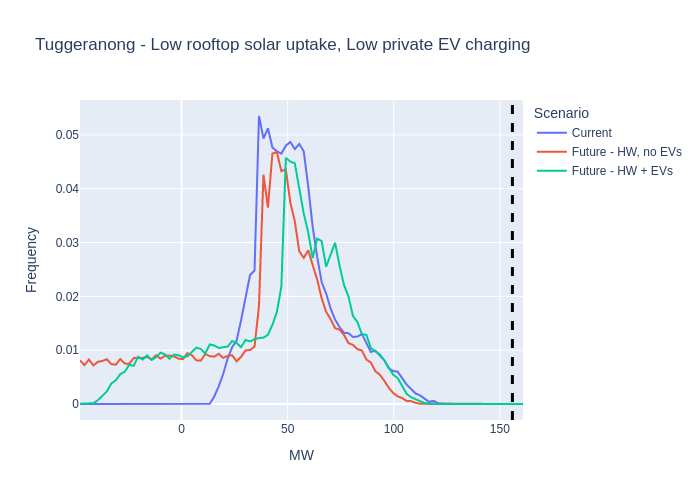 Tuggeranong - Low rooftop solar uptake, Low private EV charging
Scenario
Current
Future - HW, no EVs
Future - HW + EVs
Frequency
0.05
0.04
0.03
0.02
0.01
0
0
50
100
150
MW